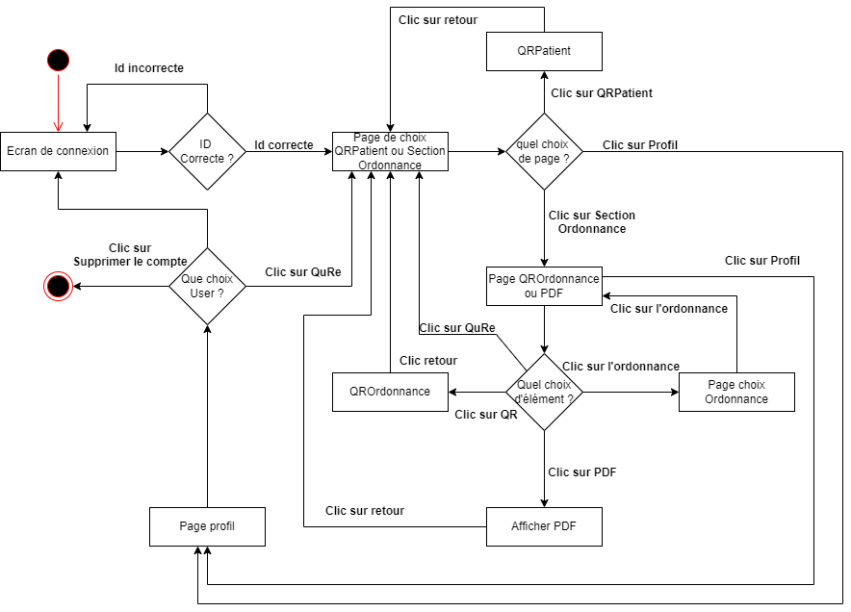 Clic sur retour
QRPatient
Id incorrecte
Clic sur QRPatient
Ecran de connexion
ID
Correcte ?
Id correcte
Page de choix
QRPatient ou Section
Ordonnance
quel choix
de page ?
Clic sur Profil
Clic sur Section
Ordonnance
Clic sur
Supprimer le compte
Que choix
User ?
Clic sur QuRe
Page QROrdonnance
ou PDF
Clic sur Profil
Clic sur l'ordonnance
Clic sur QuRe
Clic retour
Clic sur l'ordonnance
QROrdonnance
Quel choix
d'élément ?
Page choix
Ordonnance
Clic sur QR
Clic sur PDF
Clic sur retour
Page profil
Afficher PDF